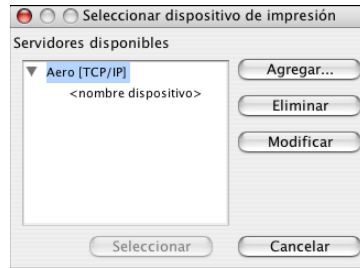 Seleccionar dispositivo de impresión
Servidores disponibles
Aero [TCP/IP]
<nombre dispositivo>
Agregar...
Eliminar
Modificar
Seleccionar
Cancelar